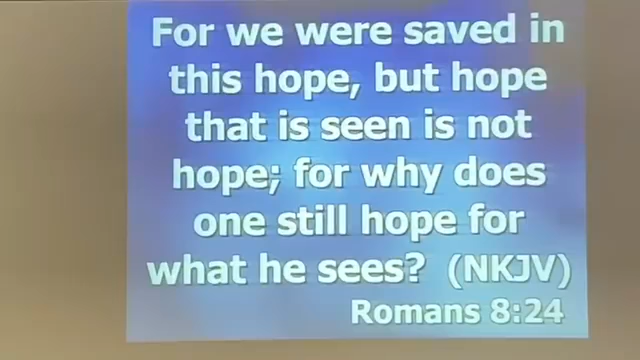 For we were saved in
this hope, but hope
that is seen is not
hope; for why does
one still hope for
what he sees? (NKJV)
Romans 8:24